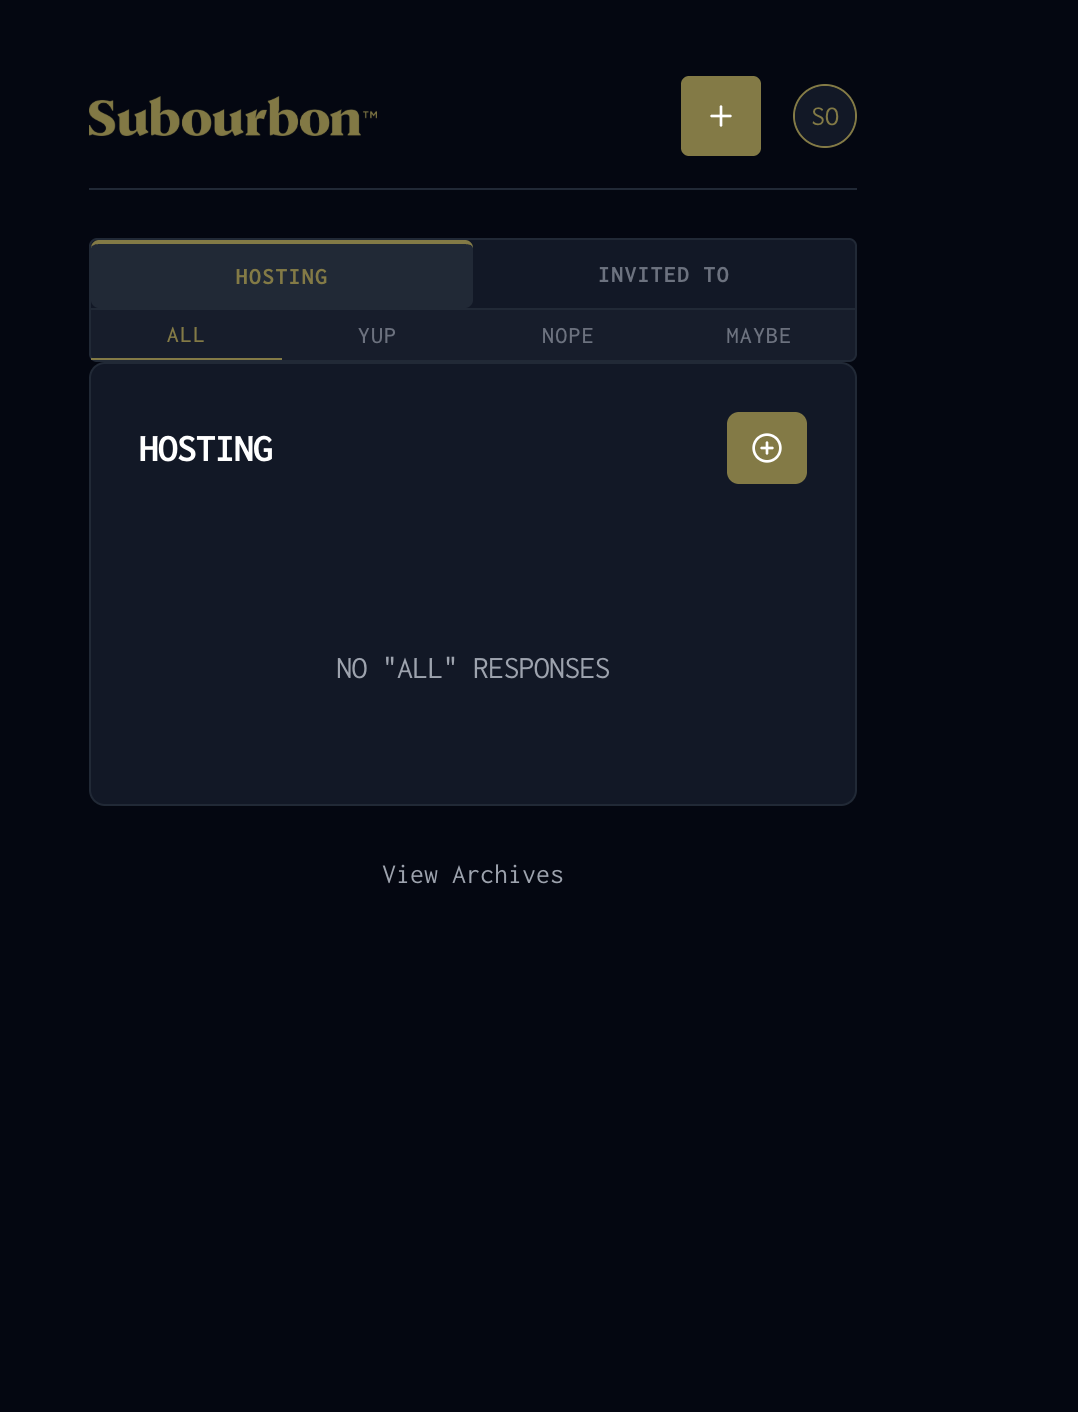 Subourbon™
SO
HOSTING
INVITED TO
ALL
YUP
NOPE
MAYBE
HOSTING
NO "ALL" RESPONSES
View Archives